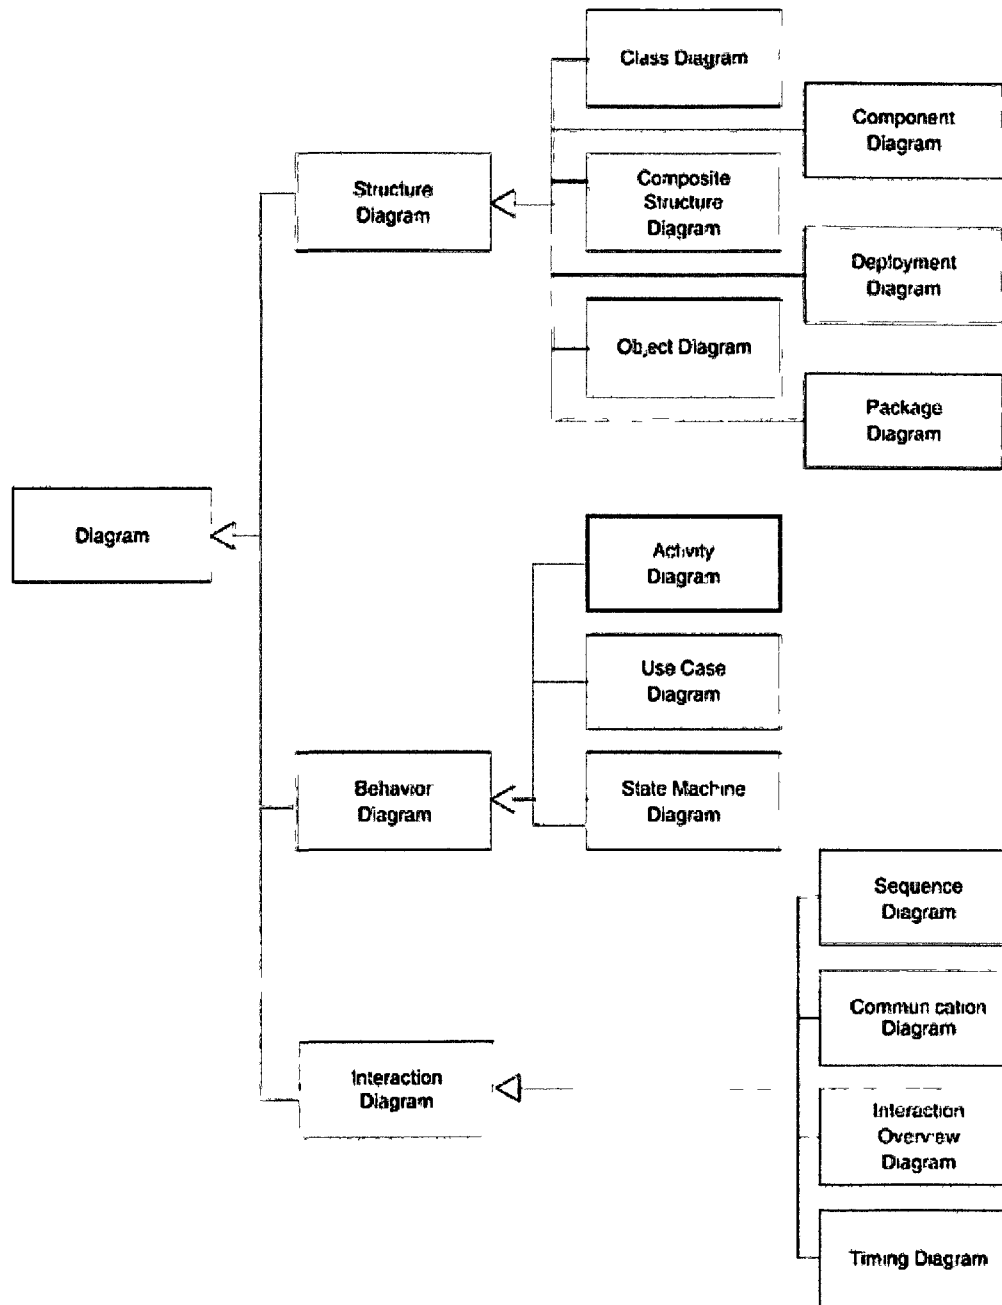 Class Diagram
Component
Diagram
Structure
Diagram
Composite
Structure
Diagram
Deployment
Diagram
Object Diagram
Package
Diagram
Diagram
Activity
Diagram
Use Case
Diagram
Behavior
Diagram
State Machine
Diagram
Sequence
Diagram
Communication
Diagram
Interaction
Diagram
Interaction
Overview
Diagram
Timing Diagram